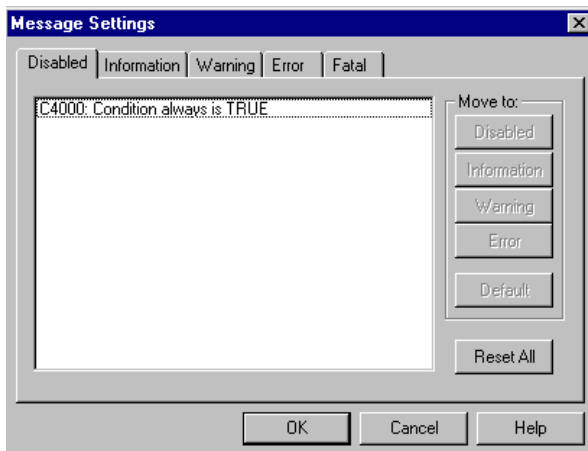 Message Settings
Disabled Information Warning Error Fatal
C4000: Condition always is TRUE
Move to:
Disabled
Information
Warning
Error
Default
Reset All
OK Cancel Help